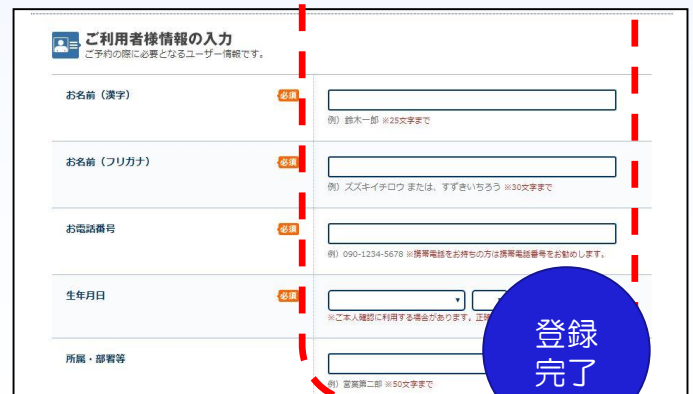 ご利用者様情報の入力
ご予約の際に必要となるユーザー情報です。
お名前（漢字）
必須
例）鈴木一郎 ※25文字まで
お名前（フリガナ）
必須
例）スズキイチロウ または、すずきいちろう ※30文字まで
お電話番号
必須
例）090-1234-5678 ※携帯電話をお持ちの方は携帯電話番号をお勧めします。
生年月日
必須
※ご本人確認に利用する場合があります。正確
登録
完了
所属・部署等
例）営業第二部 ※50文字まで